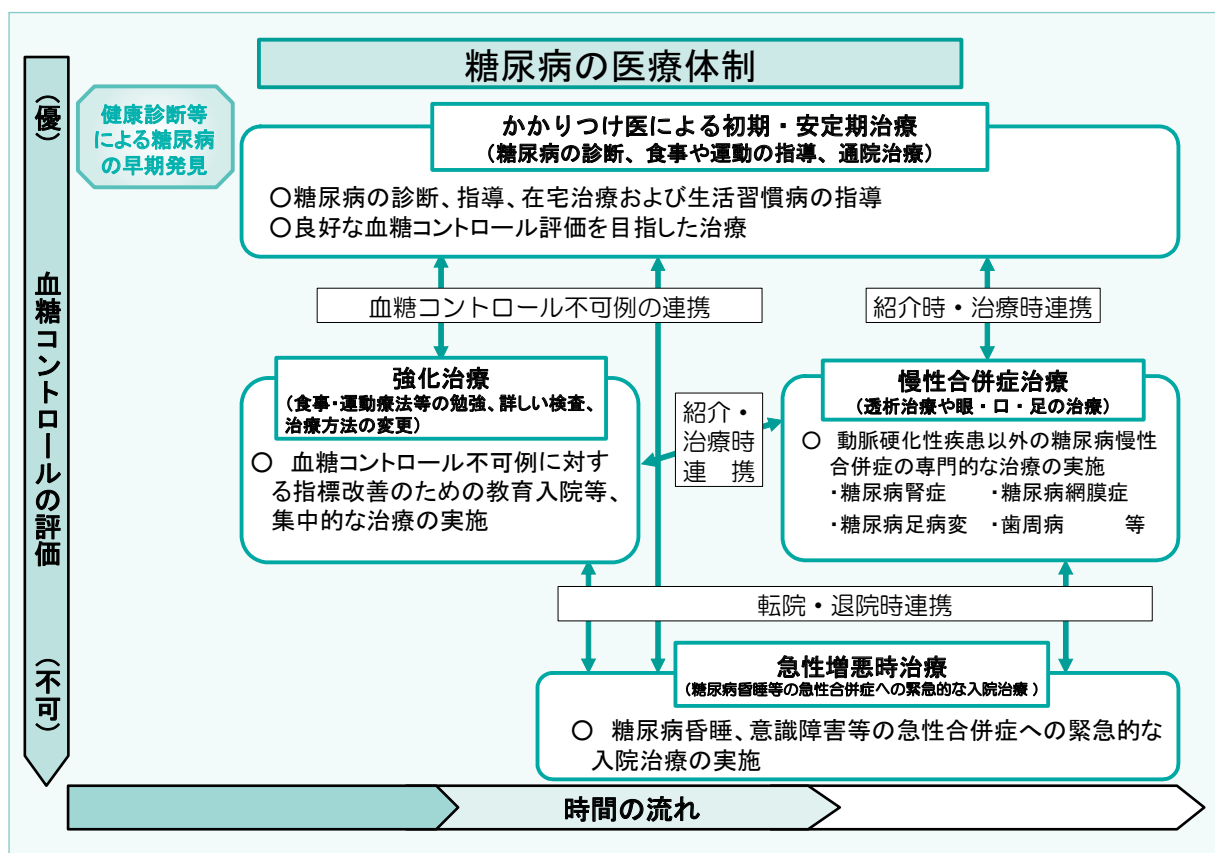 糖尿病の医療体制
（優）
血糖コントロールの評価
（不可）
健康診断等
による糖尿病
の早期発見
かかりつけ医による初期・安定期治療
（糖尿病の診断、食事や運動の指導、通院治療）
○糖尿病の診断、指導、在宅治療および生活習慣病の指導
○良好な血糖コントロール評価を目指した治療
血糖コントロール不可例の連携
紹介時・治療時連携
強化治療
（食事・運動療法等の勉強、詳しい検査、
治療方法の変更）
○ 血糖コントロール不可例に対す
る指標改善のための教育入院等、
集中的な治療の実施
紹介・
治療時
連 携
慢性合併症治療
（透析治療や眼・口・足の治療）
○ 動脈硬化性疾患以外の糖尿病慢性
合併症の専門的な治療の実施
・糖尿病腎症 ・糖尿病網膜症
・糖尿病足病変 ・歯周病 等
転院・退院時連携
急性増悪時治療
（糖尿病昏睡等の急性合併症への緊急的な入院治療）
○ 糖尿病昏睡、意識障害等の急性合併症への緊急的な
入院治療の実施
時間の流れ